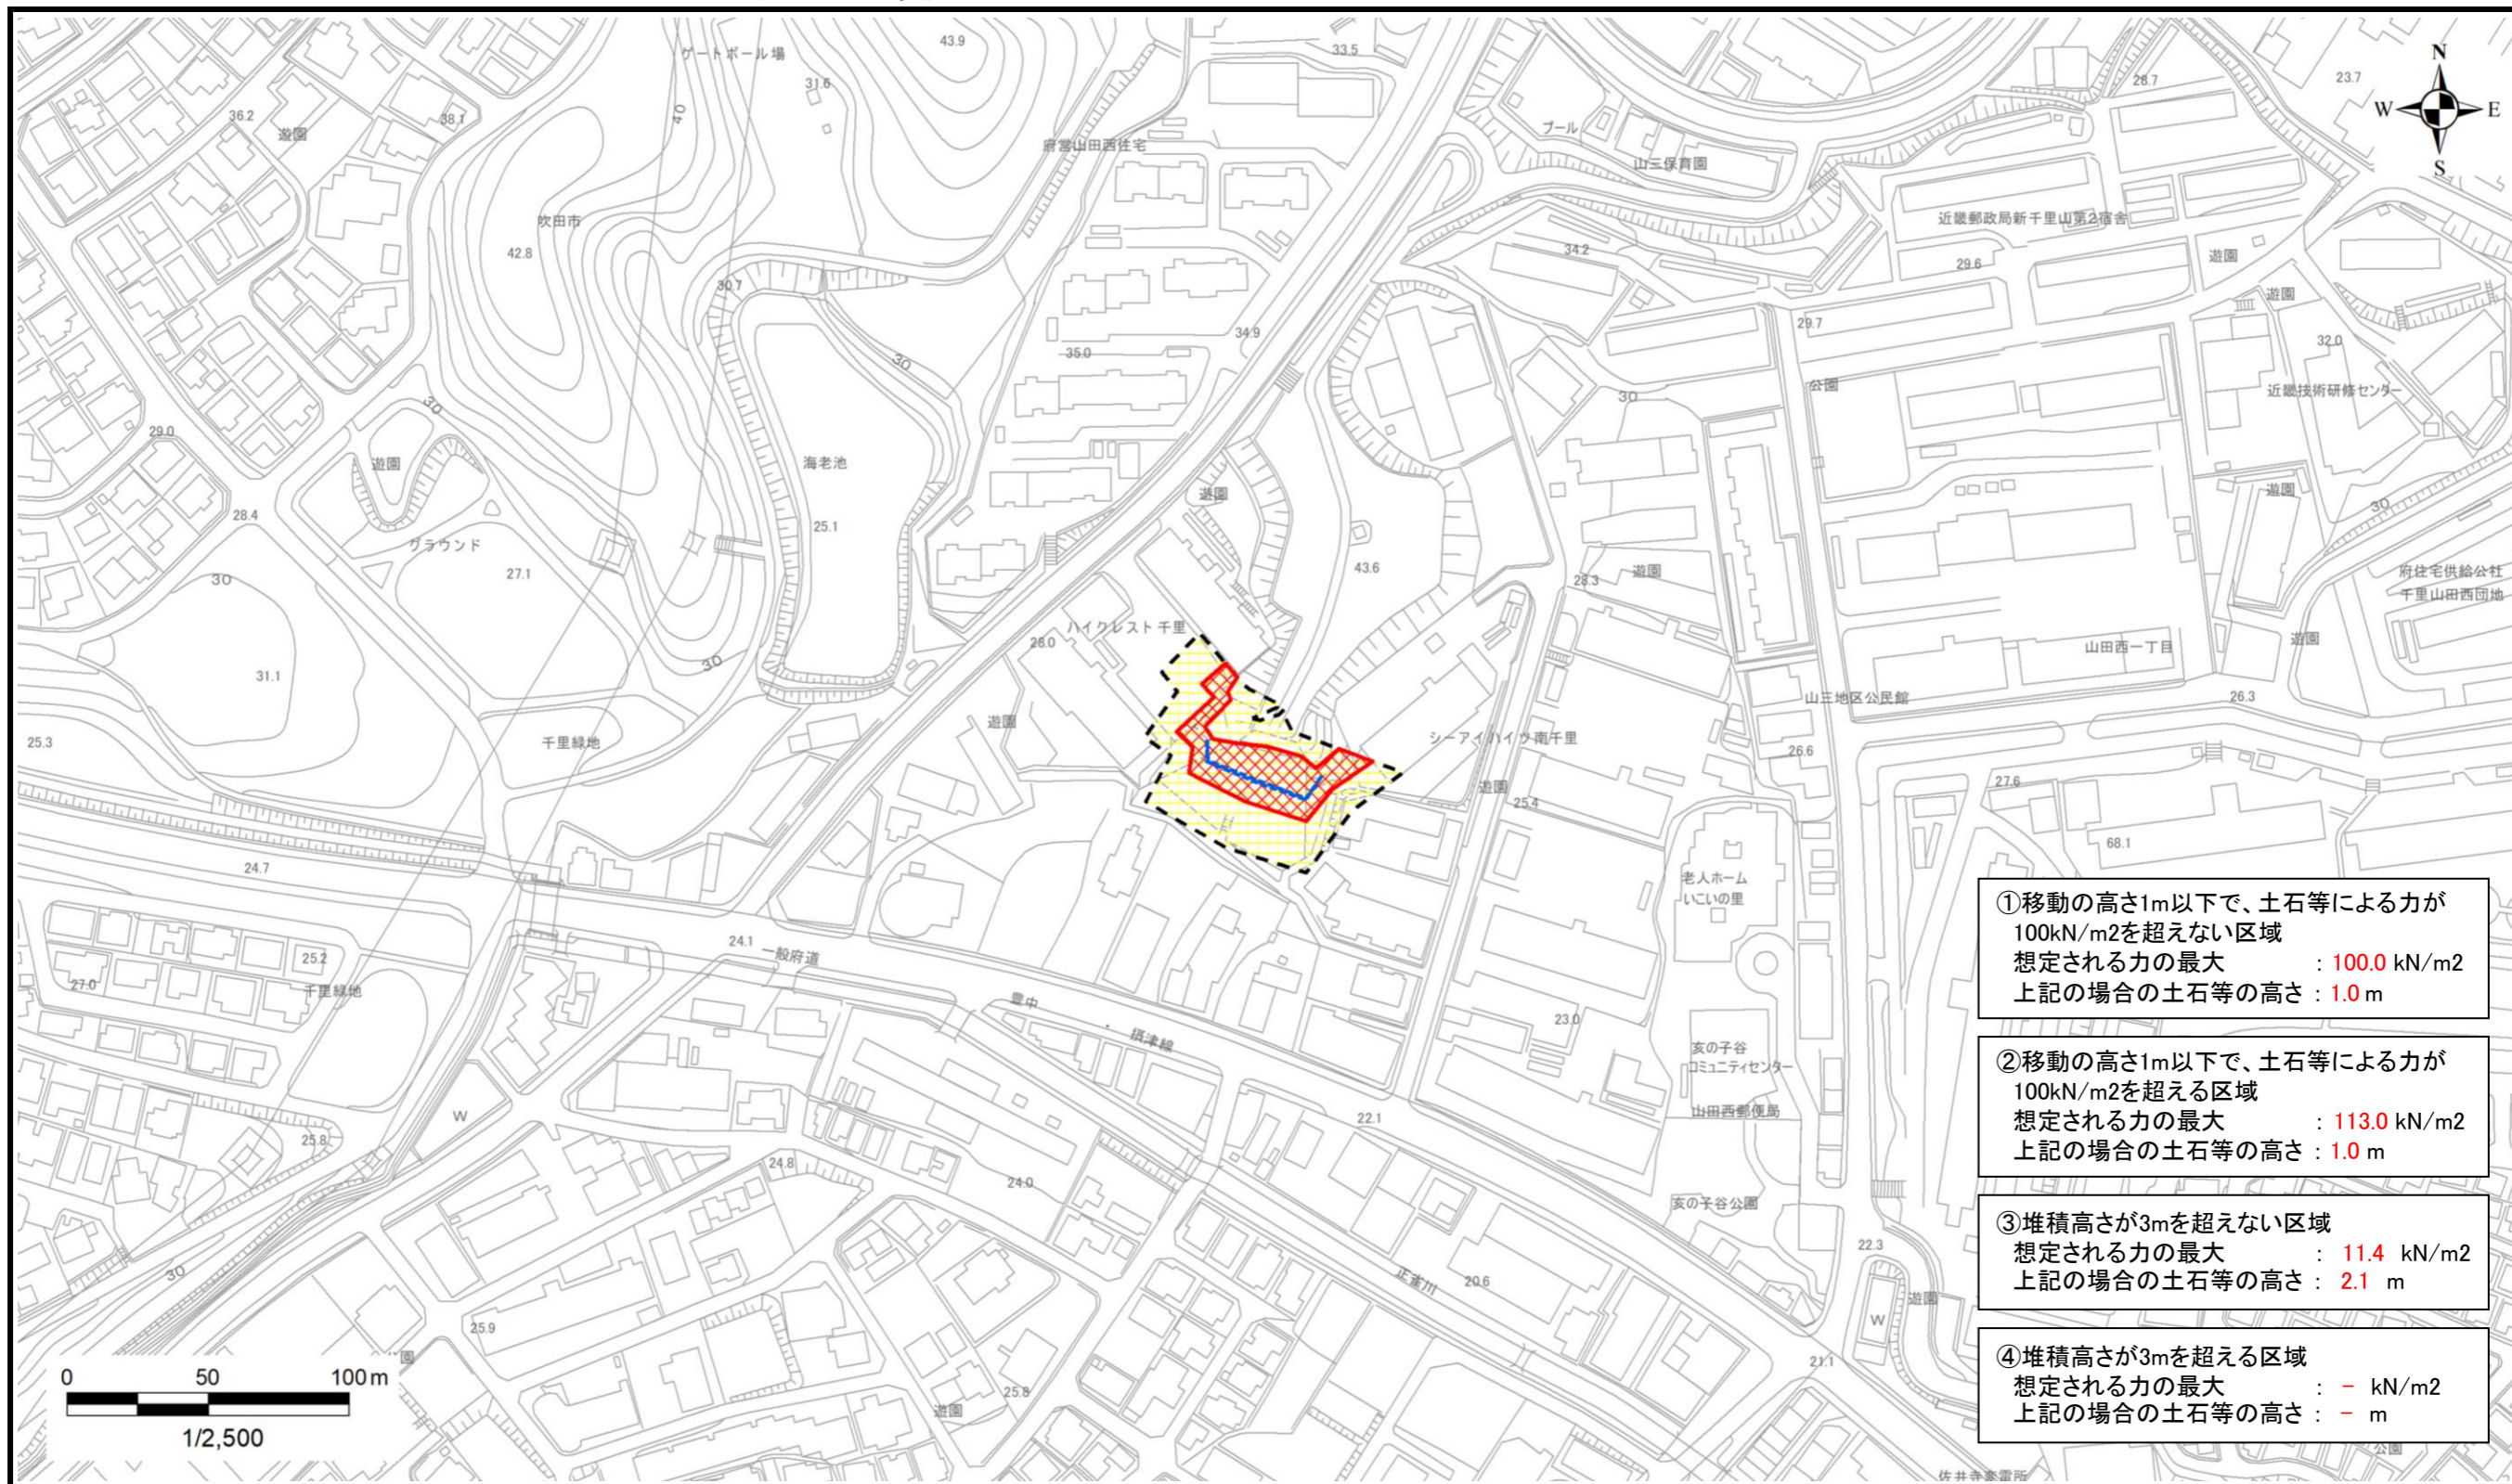 43.9
ゲートボール場
33.5
N
31.6
28.7
23.7
W
E
36.2
38.1
40
遊園
プール
府営山田西住宅
山三保育園
S
吹田市
近畿郵政局新千里山第2宿舎
42.8
34.2
遊園
29.6
30.7
遊園
29.7
34.9
32.0
35.0
30
公園
近畿技術研修センター
30
30
29.0
遊園
海老池
遊園
遊園
28.4
25.1
30
グラウンド
27.1
43.6
28.3
遊園
府住宅供給公社
千里山田西団地
30
ハイクレスト千里
28.0
遊園
山田西一丁目
30
31.1
山三地区公民館
26.3
遊園
25.3
千里緑地
シーアイハイツ南千里
26.6
遊園
27.6
25.4
68.1
24.7
老人ホーム
いこいの里
①移動の高さ1m以下で、土石等による力が
100kN/m2を超えない区域
想定される力の最大 : 100.0 kN/m2
上記の場合の土石等の高さ : 1.0 m
24.1
一般府道
25.2
27.0
千里緑地
豊中
・
摂津線
23.0
亥の子谷
コミュニティセンター
②移動の高さ1m以下で、土石等による力が
100kN/m2を超える区域
想定される力の最大 : 113.0 kN/m2
上記の場合の土石等の高さ : 1.0 m
W
22.1
山田西郵便局
25.8
24.8
24.0
亥の子谷公園
③堆積高さが3mを超えない区域
想定される力の最大 : 11.4 kN/m2
上記の場合の土石等の高さ : 2.1 m
22.3
30
正雀川
20.6
遊園
25.9
W
④堆積高さが3mを超える区域
想定される力の最大 : − kN/m2
上記の場合の土石等の高さ : − m
21.1
園
0 50 100m
1/2,500
25.8
遊園
公園
佐井寺変電所